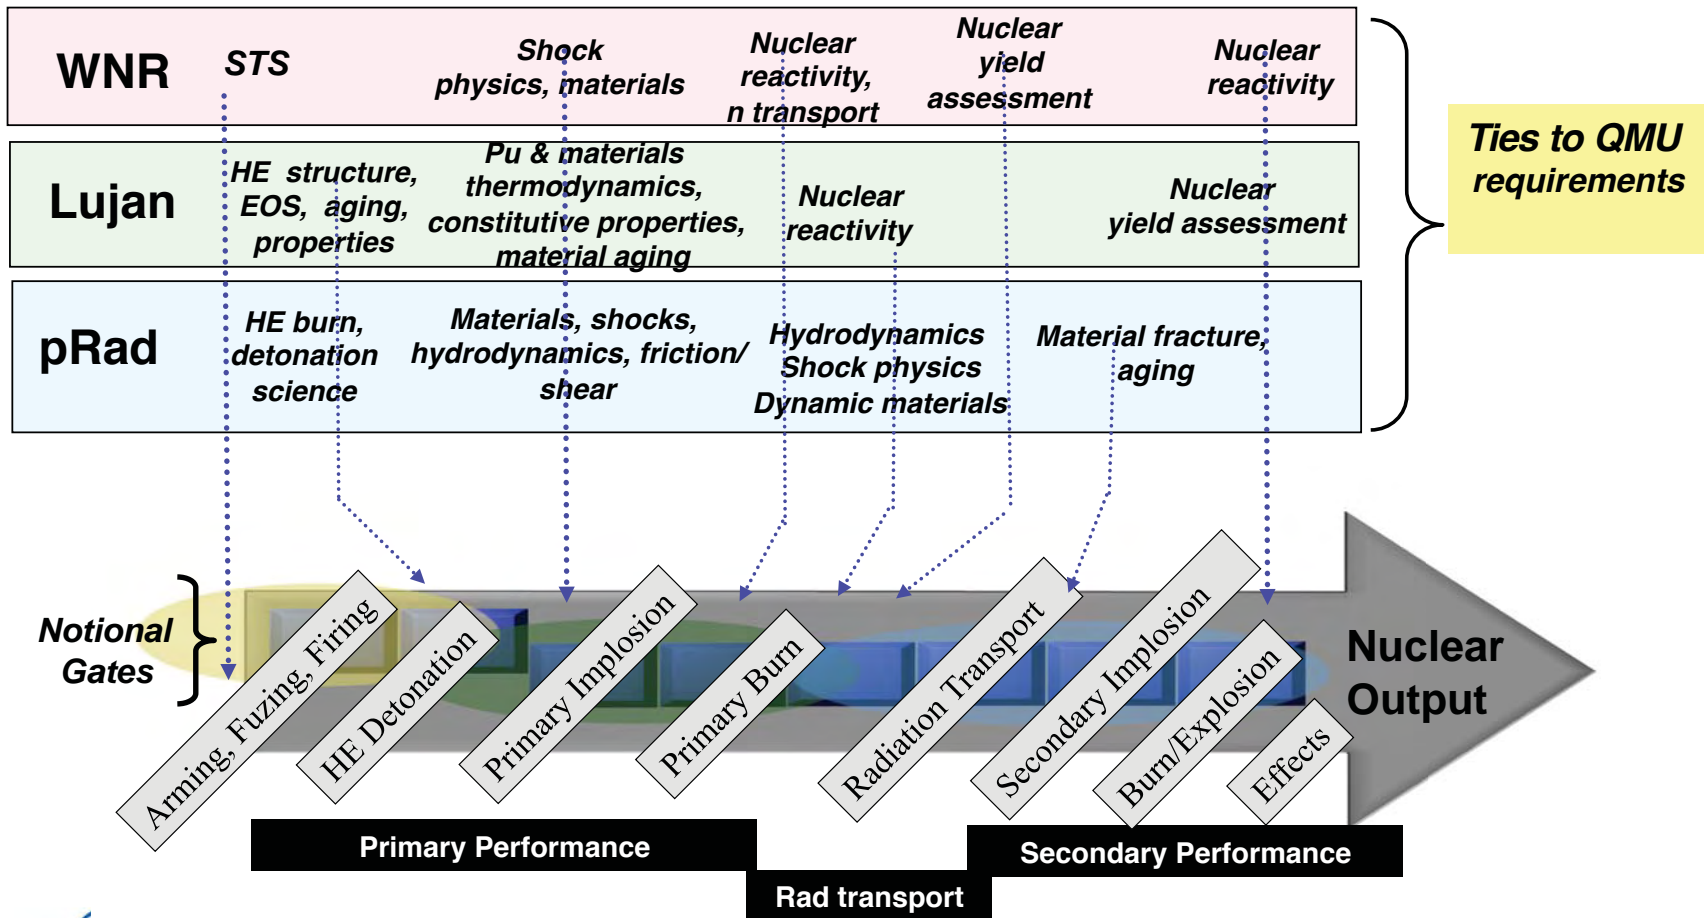 WNR
STS
Shock
physics, materials
Nuclear
reactivity,
n transport
Nuclear
yield
assessment
Nuclear
reactivity
Lujan
HE structure,
EOS, aging,
properties
Pu & materials
thermodynamics,
constitutive properties,
material aging
Nuclear
reactivity
Nuclear
yield assessment
pRad
HE burn,
detonation
science
Materials, shocks,
hydrodynamics, friction/
shear
Hydrodynamics
Shock physics
Dynamic materials
Material fracture,
aging
Ties to QMU
requirements
Notional
Gates
Arming, Fuzing, Firing
HE Detonation
Primary Implosion
Primary Burn
Radiation Transport
Secondary Implosion
Burn/Explosion
Effects
Nuclear
Output
Primary Performance
Rad transport
Secondary Performance